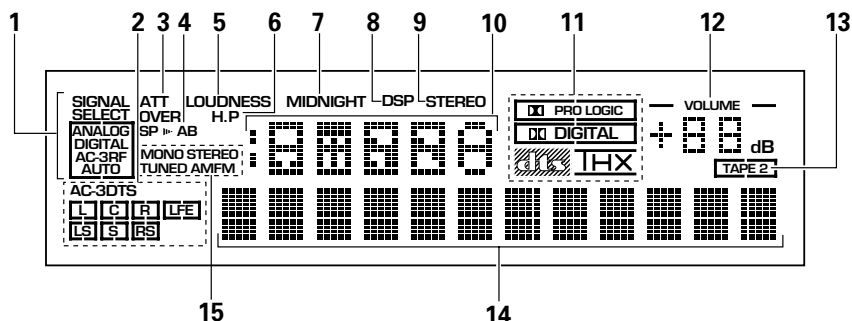 1 2 3 4 5 6 7 8 9 10 11 12 13
SIGNAL SELECT
ATT
OVER
SP AB
LOUDNESS
H.P
MIDNIGHT
DSP
STEREO
ANALOG
DIGITAL
AC-3RF
AUTO
MONO STEREO
TUNED AMFM
AC-3DTS
L C R LFE
LS S RS
PRO LOGIC
DIGITAL
dts THX
VOLUME
+88 dB
TAPE 2
15 14